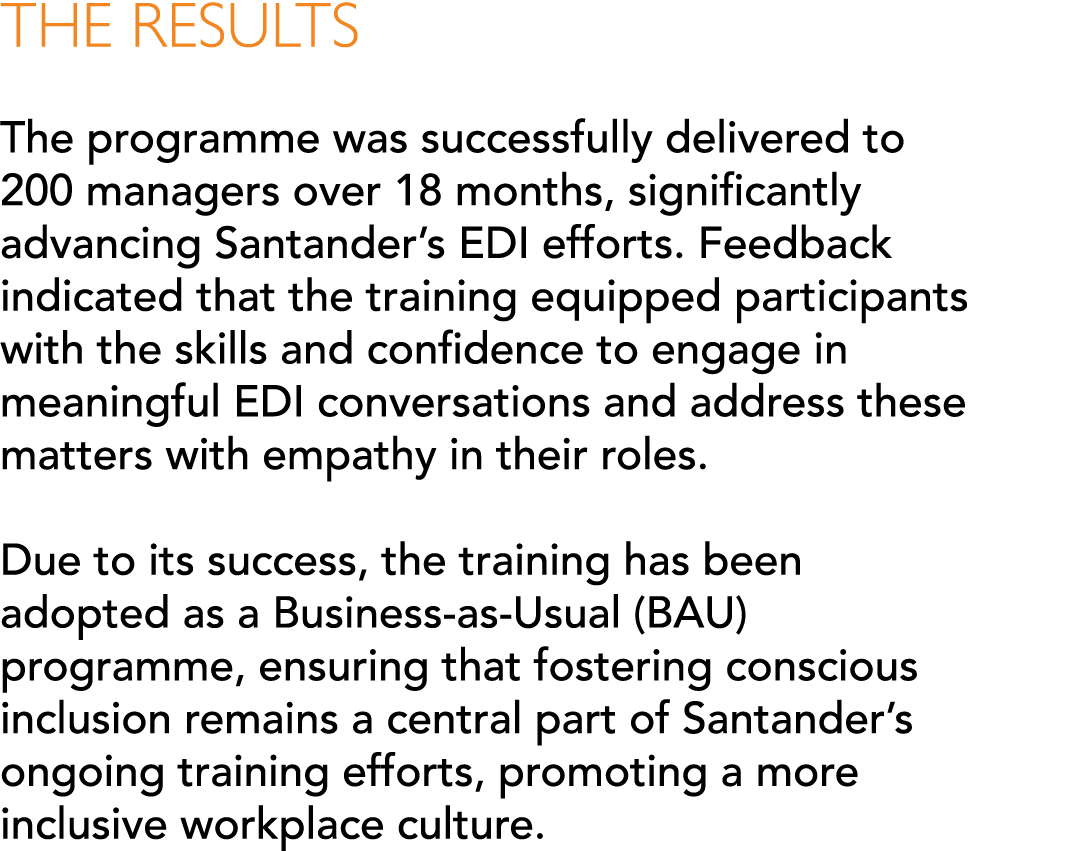 THE RESULTS
The programme was successfully delivered to
200 managers over 18 months, significantly
advancing Santander’s EDI efforts. Feedback
indicated that the training equipped participants
with the skills and confidence to engage in
meaningful EDI conversations and address these
matters with empathy in their roles.
Due to its success, the training has been
adopted as a Business-as-Usual (BAU)
programme, ensuring that fostering conscious
inclusion remains a central part of Santander’s
ongoing training efforts, promoting a more
inclusive workplace culture.